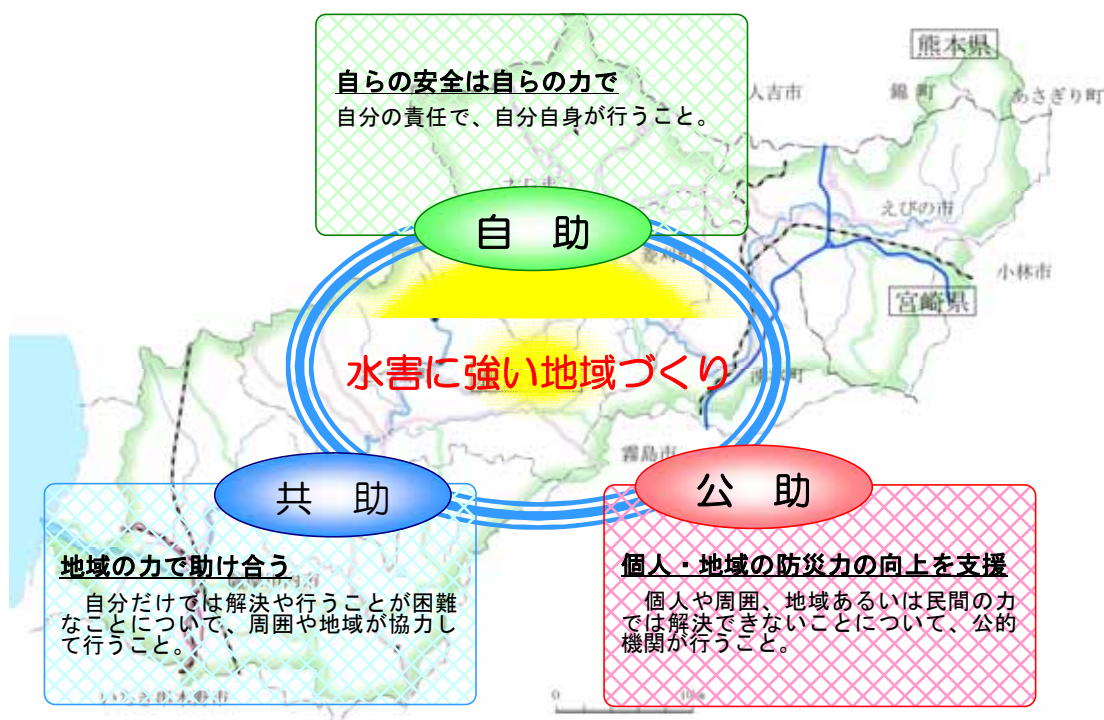 自らの安全は自らの力で
自分の責任で、自分自身が行うこと。
熊本県
人吉市
錦町
あさぎり町
自 助
えびの市
小林市
宮崎県
水害に強い地域づくり
霧島市
共 助
公 助
地域の力で助け合う
自分だけでは解決や行うことが困難
なことについて、周囲や地域が協力し
て行うこと。
個人・地域の防災力の向上を支援
個人や周囲、地域あるいは民間の力
では解決できないことについて、公的
機関が行うこと。
0